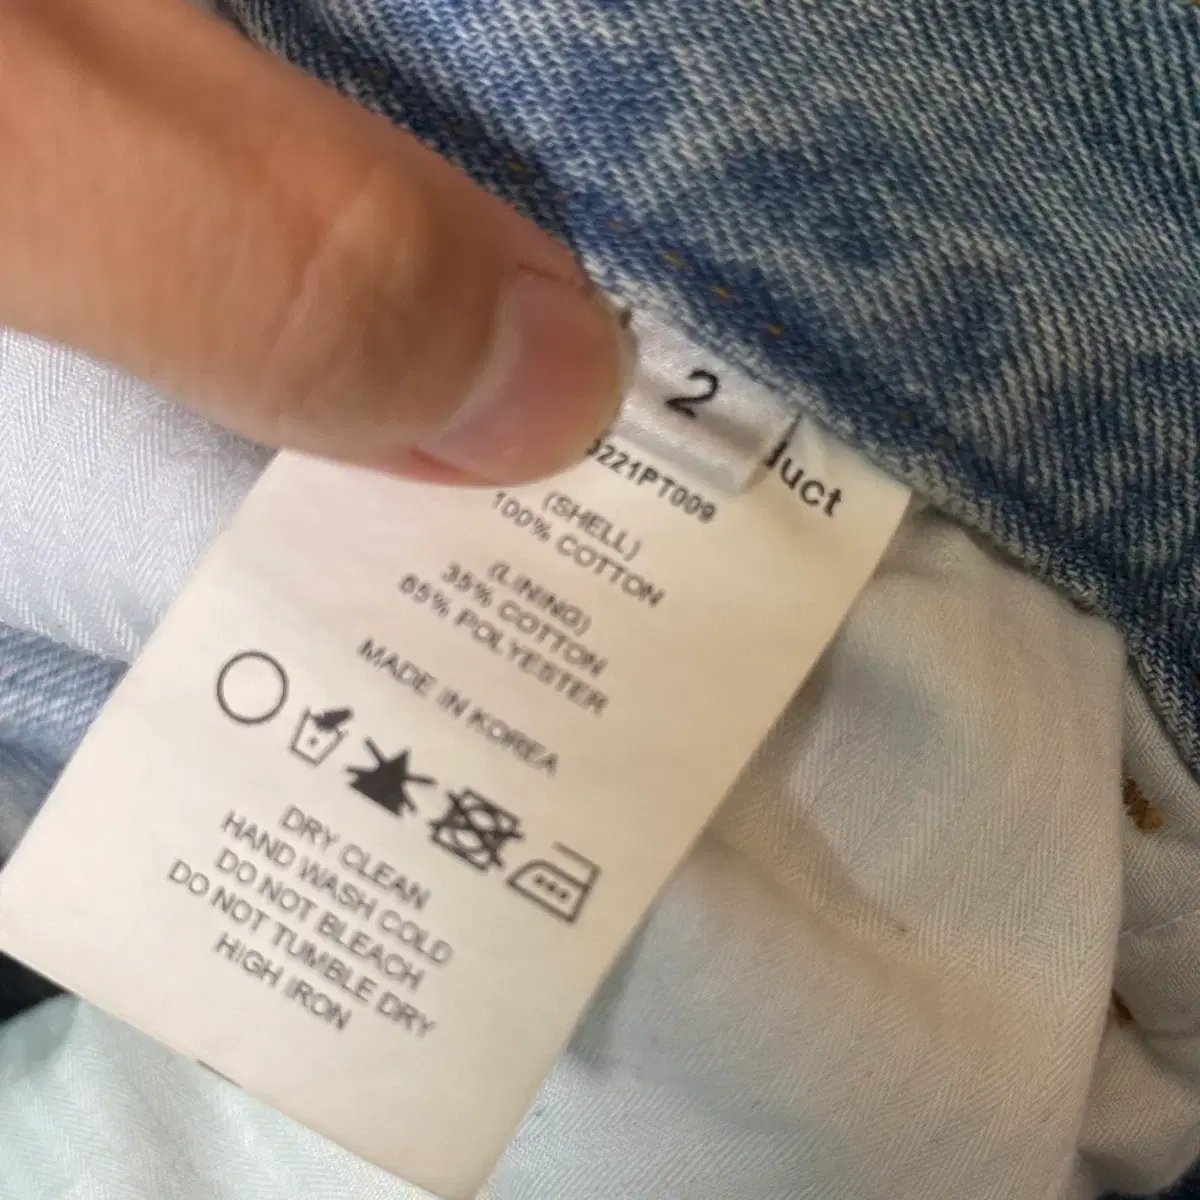 2
uct
221PT009
(SHELL)
100% COTTON
(LINING)
35% COTTON
65% POLYESTER
MADE IN KOREA
DRY CLEAN
HAND WASH COLD
DO NOT BLEACH
DO NOT TUMBLE DRY
HIGH IRON